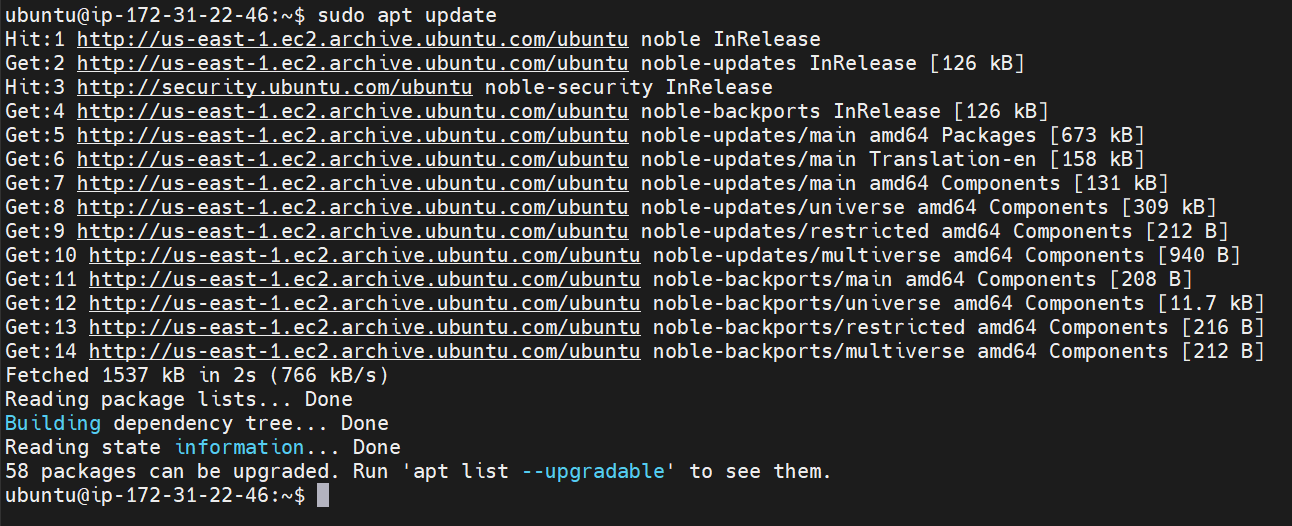 ubuntu@ip-172-31-22-46:~$ sudo apt update
Hit:1 http://us-east-1.ec2.archive.ubuntu.com/ubuntu noble InRelease
Get:2 http://us-east-1.ec2.archive.ubuntu.com/ubuntu noble-updates InRelease [126 kB]
Hit:3 http://security.ubuntu.com/ubuntu noble-security InRelease
Get:4 http://us-east-1.ec2.archive.ubuntu.com/ubuntu noble-backports InRelease [126 kB]
Get:5 http://us-east-1.ec2.archive.ubuntu.com/ubuntu noble-updates/main amd64 Packages [673 kB]
Get:6 http://us-east-1.ec2.archive.ubuntu.com/ubuntu noble-updates/main Translation-en [158 kB]
Get:7 http://us-east-1.ec2.archive.ubuntu.com/ubuntu noble-updates/main amd64 Components [131 kB]
Get:8 http://us-east-1.ec2.archive.ubuntu.com/ubuntu noble-updates/universe amd64 Components [309 kB]
Get:9 http://us-east-1.ec2.archive.ubuntu.com/ubuntu noble-updates/restricted amd64 Components [212 B]
Get:10 http://us-east-1.ec2.archive.ubuntu.com/ubuntu noble-updates/multiverse amd64 Components [940 B]
Get:11 http://us-east-1.ec2.archive.ubuntu.com/ubuntu noble-backports/main amd64 Components [208 B]
Get:12 http://us-east-1.ec2.archive.ubuntu.com/ubuntu noble-backports/universe amd64 Components [11.7 kB]
Get:13 http://us-east-1.ec2.archive.ubuntu.com/ubuntu noble-backports/restricted amd64 Components [216 B]
Get:14 http://us-east-1.ec2.archive.ubuntu.com/ubuntu noble-backports/multiverse amd64 Components [212 B]
Fetched 1537 kB in 2s (766 kB/s)
Reading package lists... Done
Building dependency tree... Done
Reading state information... Done
58 packages can be upgraded. Run 'apt list --upgradable' to see them.
ubuntu@ip-172-31-22-46:~$